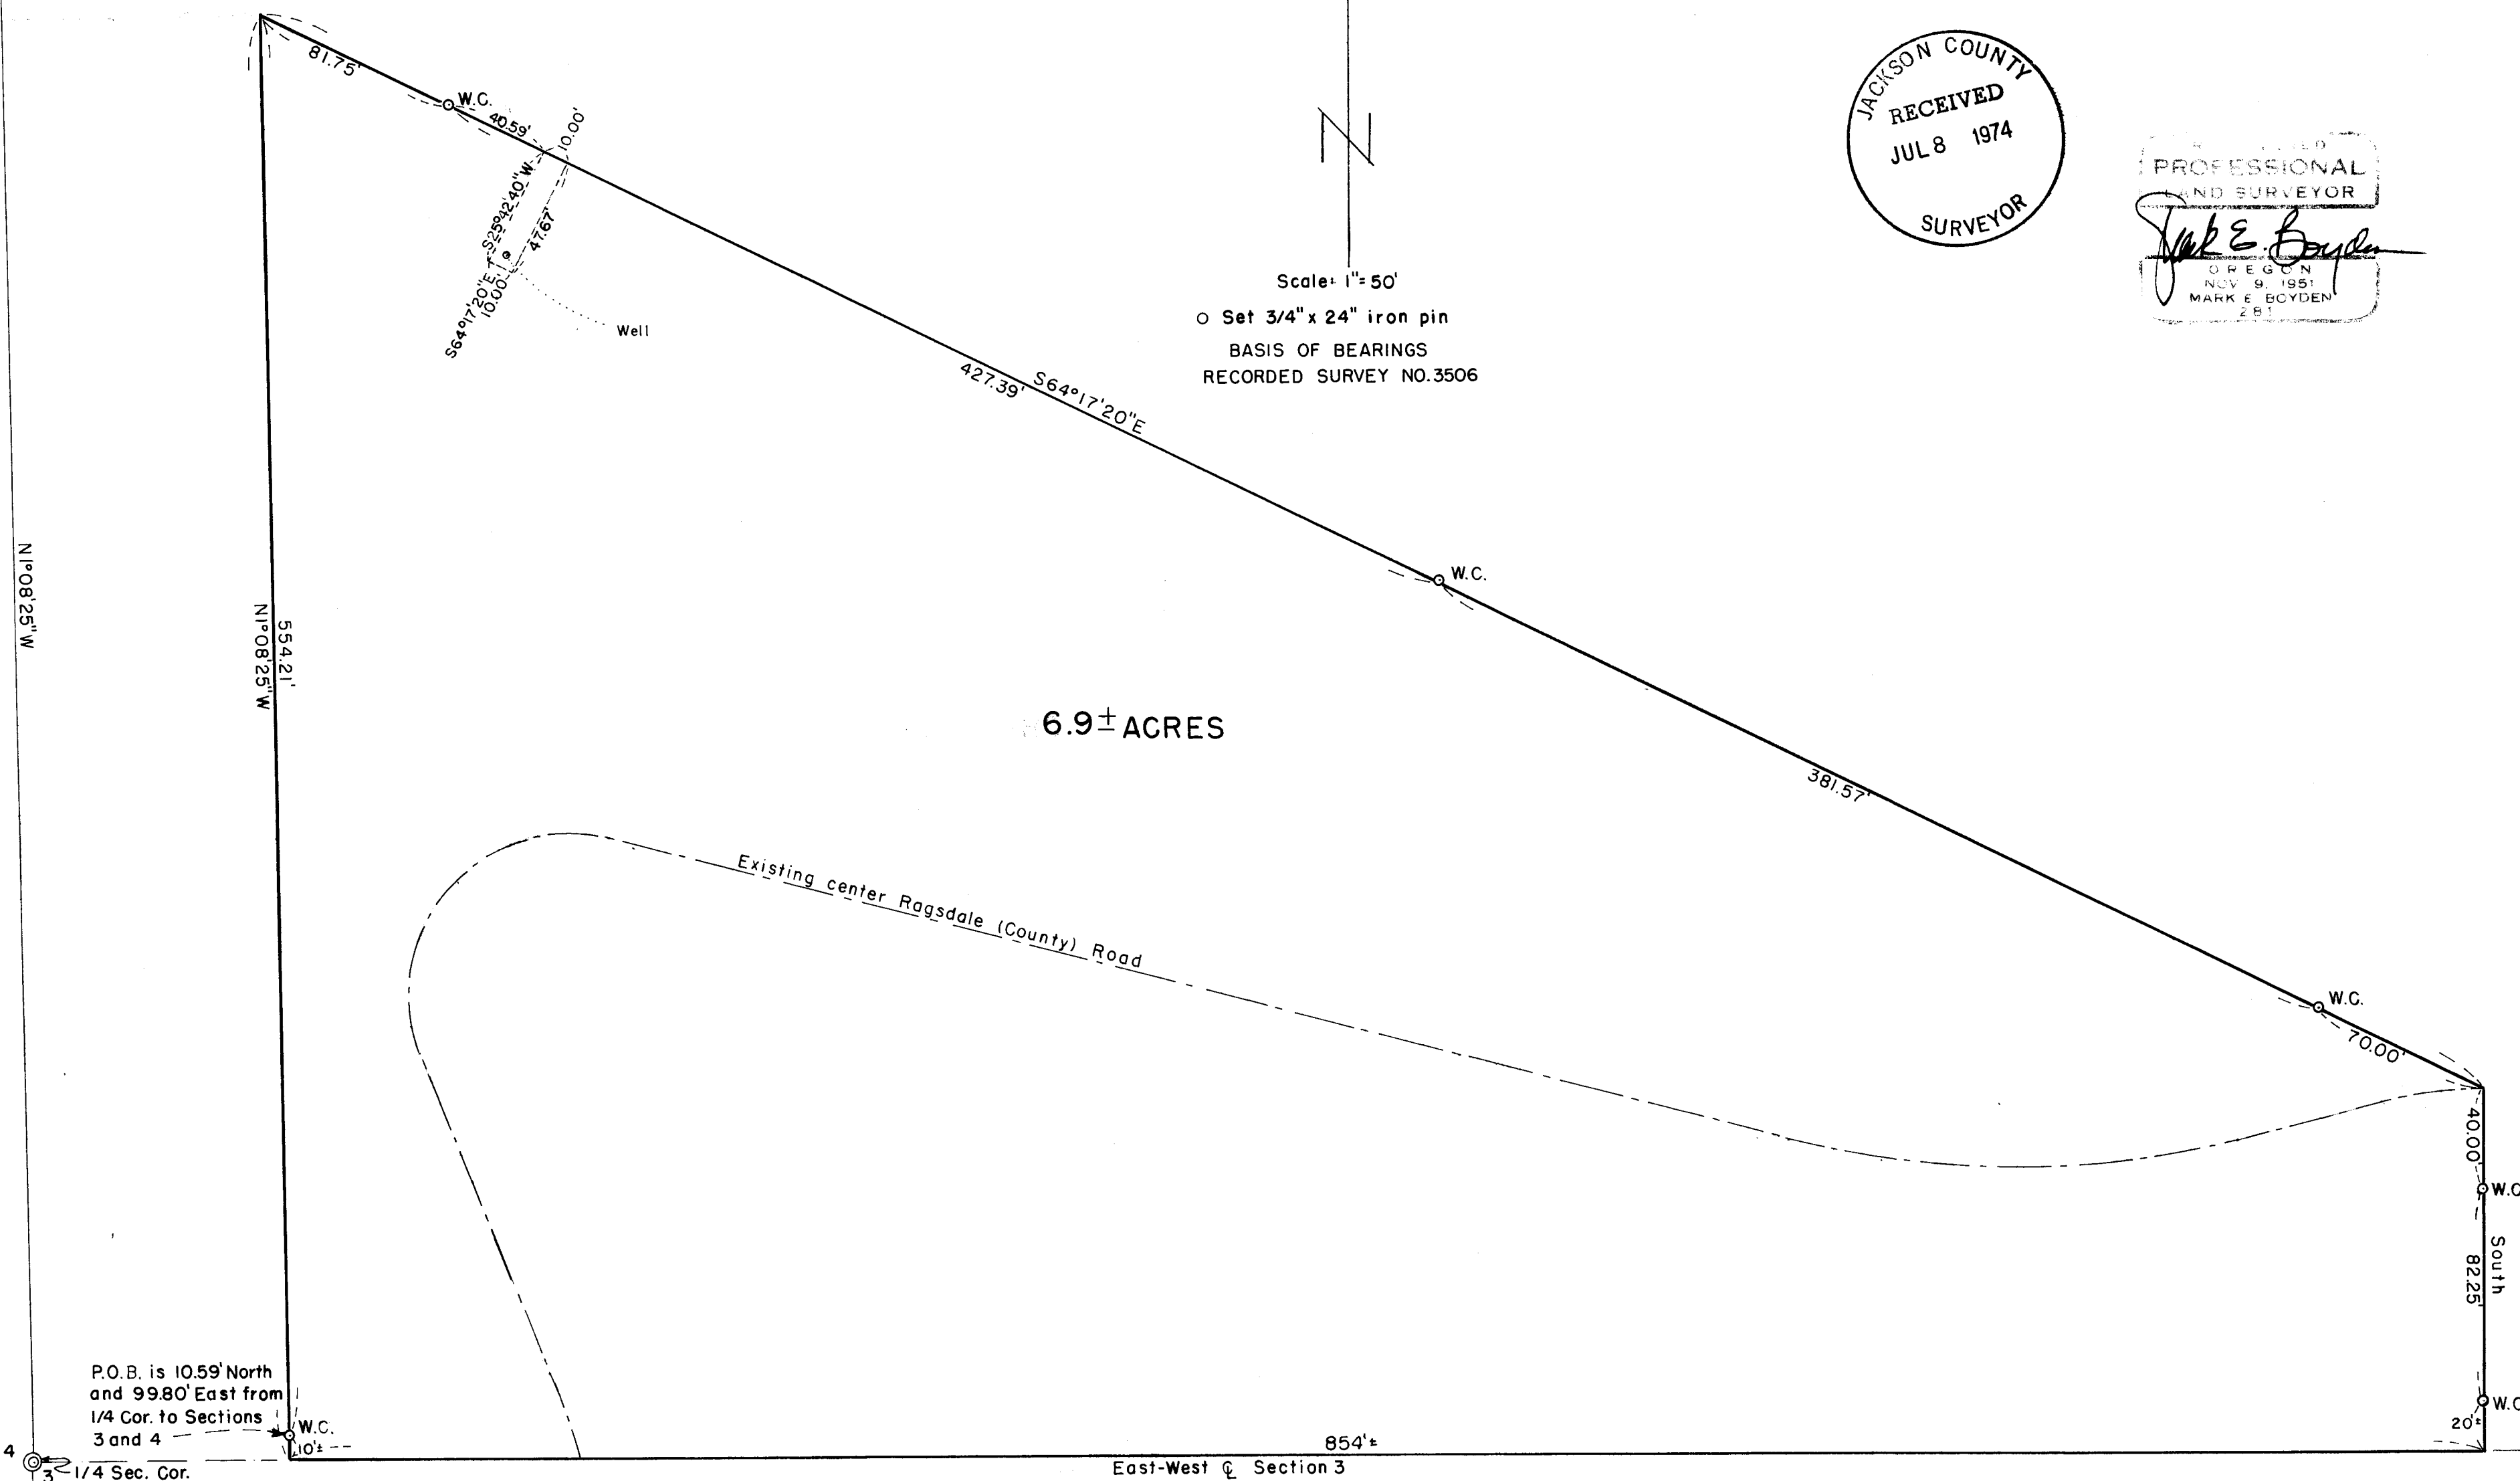 81.75'
W.C.
40.59'
10.00'
S25°42'40"W
47.67'
S64°17'20"E
10.00'
Well
Scale: 1"=50'
Set 3/4" x 24" iron pin
BASIS OF BEARINGS
RECORDED SURVEY NO.3506
JACKSON COUNTY
RECEIVED
JUL 8 1974
SURVEYOR
PROFESSIONAL
LAND SURVEYOR
Mark E. Boyden
OREGON
NOV 9, 1951
MARK E BOYDEN
281
427.39'
S64°17'20"E
N1°08'25"W
N1°08'25"W
554.21'
W.C.
6.9± ACRES
381.57'
Existing center Ragsdale (County) Road
W.C.
70.00'
40.00'
W.C
South
82.25'
W.C
20'±
P.O.B. is 10.59' North
and 99.80' East from
1/4 Cor. to Sections
3 and 4
W.C.
10'±
4
3
1/4 Sec. Cor.
854'±
East-West ℄ Section 3